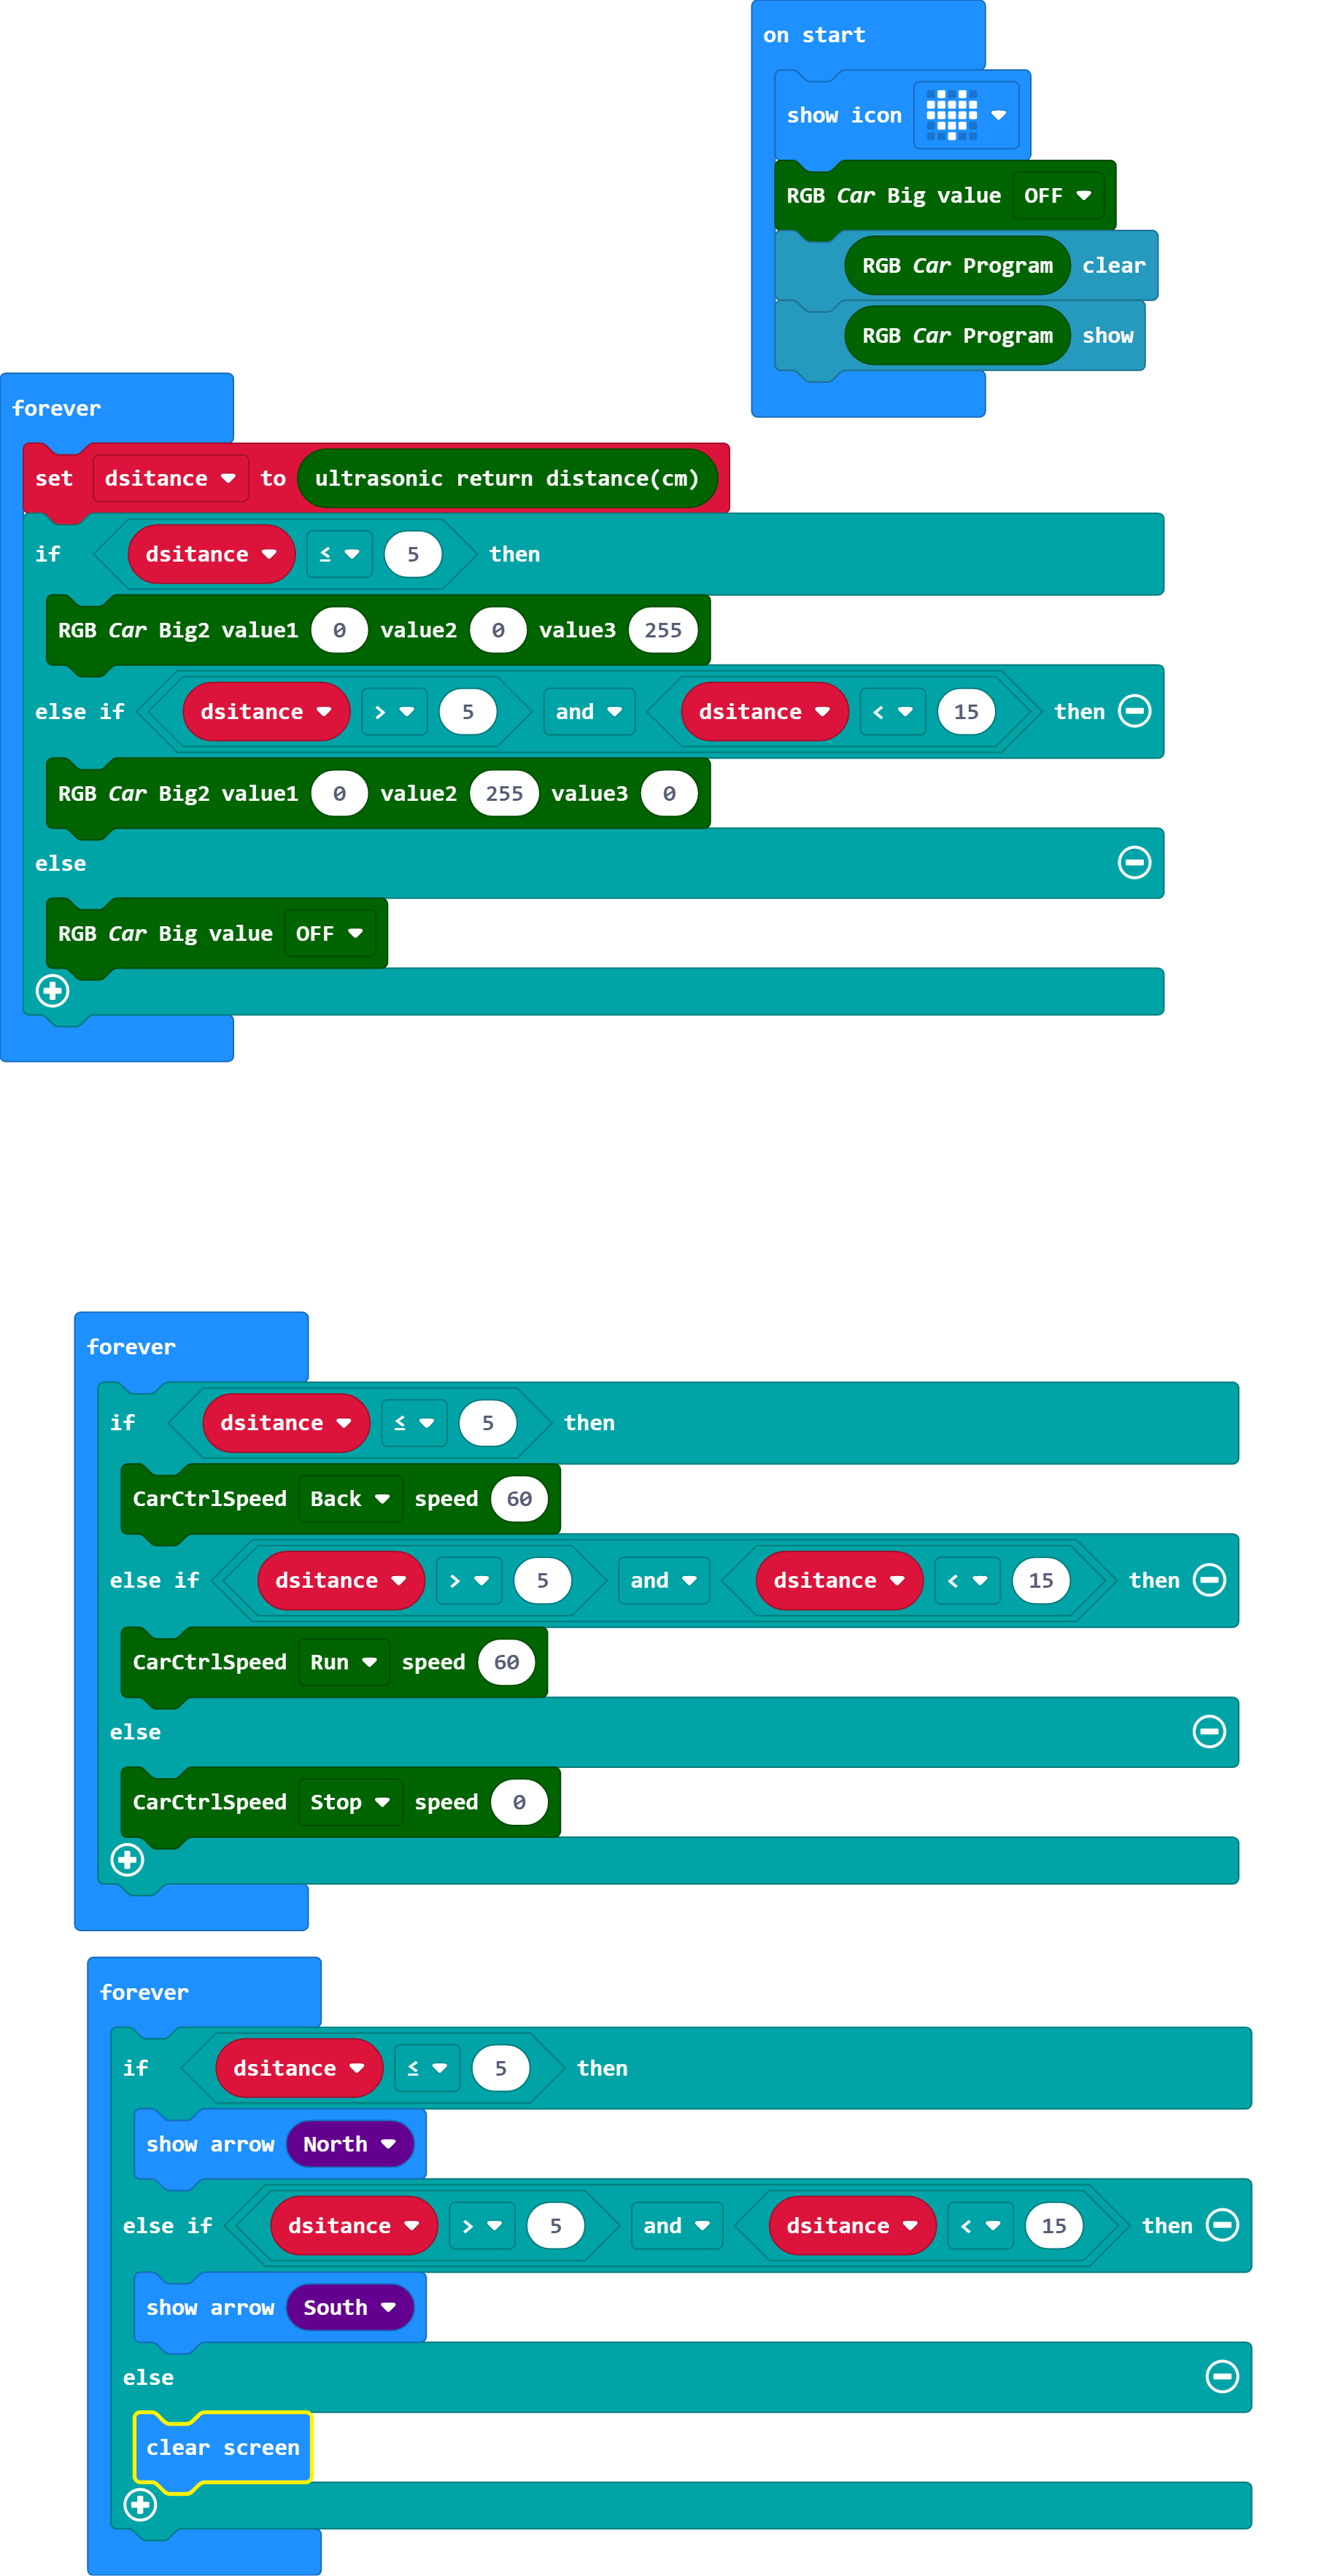 on start
show icon
RGB Car Big value OFF
RGB Car Program clear
RGB Car Program show
forever
set dsitance to ultrasonic return distance(cm)
if dsitance ≤ 5 then
RGB Car Big2 value1 0 value2 0 value3 255
else if dsitance > 5 and dsitance < 15 then
RGB Car Big2 value1 0 value2 255 value3 0
else
RGB Car Big value OFF
forever
if dsitance ≤ 5 then
CarCtrlSpeed Back speed 60
else if dsitance > 5 and dsitance < 15 then
CarCtrlSpeed Run speed 60
else
CarCtrlSpeed Stop speed 0
forever
if dsitance ≤ 5 then
show arrow North
else if dsitance > 5 and dsitance < 15 then
show arrow South
else
clear screen